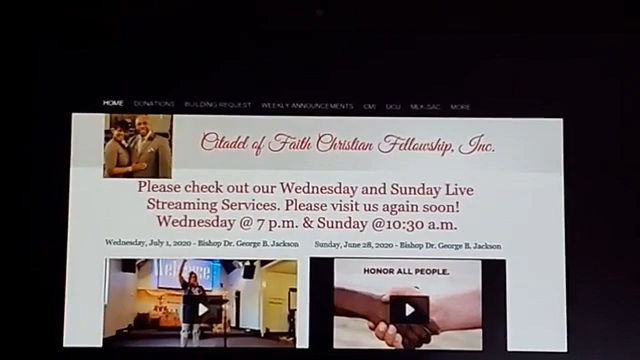 HOME DONATIONS BUILDING REQUEST WEEKLY ANNOUNCEMENTS CMI UCU MLK-SAC MORE
Citadel of Faith Christian Fellowship, Inc.
Please check out our Wednesday and Sunday Live
Streaming Services. Please visit us again soon!
Wednesday @ 7 p.m. & Sunday @10:30 a.m.
Wednesday, July 1, 2020 - Bishop Dr. George B. Jackson
Sunday, June 28, 2020 - Bishop Dr. George B. Jackson
HONOR ALL PEOPLE.